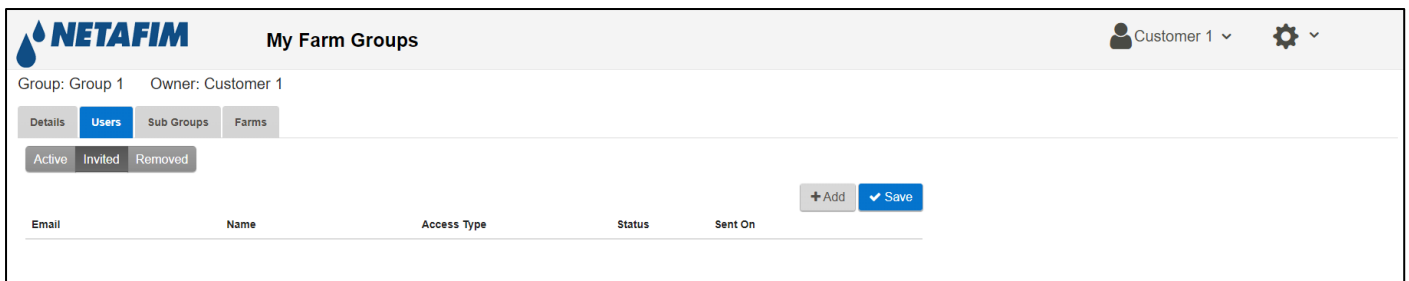 NETAFIM
My Farm Groups
Customer 1
Group: Group 1 Owner: Customer 1
Details Users Sub Groups Farms
Active Invited Removed
+ Add ✔ Save
Email Name Access Type Status Sent On